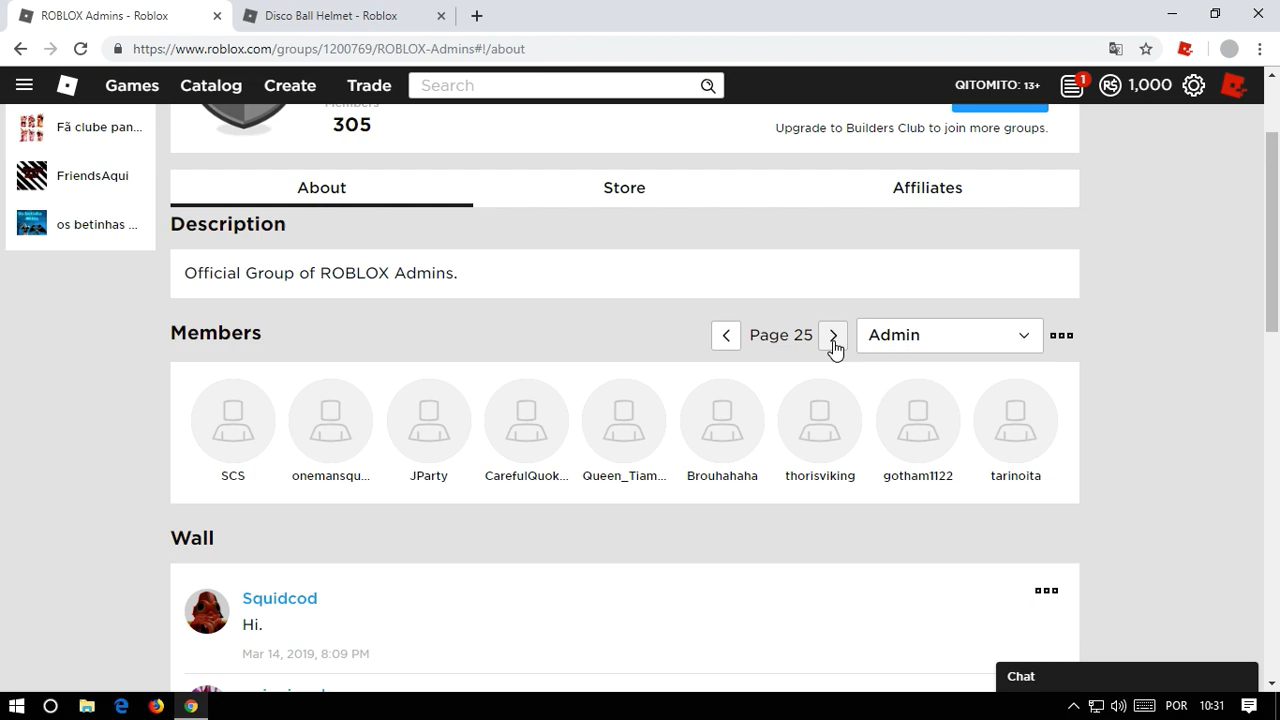 ROBLOX Admins - Roblox
Disco Ball Helmet - Roblox
https://www.roblox.com/groups/1200769/ROBLOX-Admins#!/about
Games
Catalog
Create
Trade
Search
QITOMITO: 13+
1
R$
1,000
Members
305
Upgrade to Builders Club to join more groups.
Fã clube pan...
FriendsAqui
os betinhas ...
About
Store
Affiliates
Description
Official Group of ROBLOX Admins.
Members
Page 25
Admin
SCS
onemansqu...
JParty
CarefulQuok...
Queen_Tiam...
Brouhahaha
thorisviking
gotham1122
tarinoita
Wall
Squidcod
Hi.
Mar 14, 2019, 8:09 PM
Chat
POR
10:31